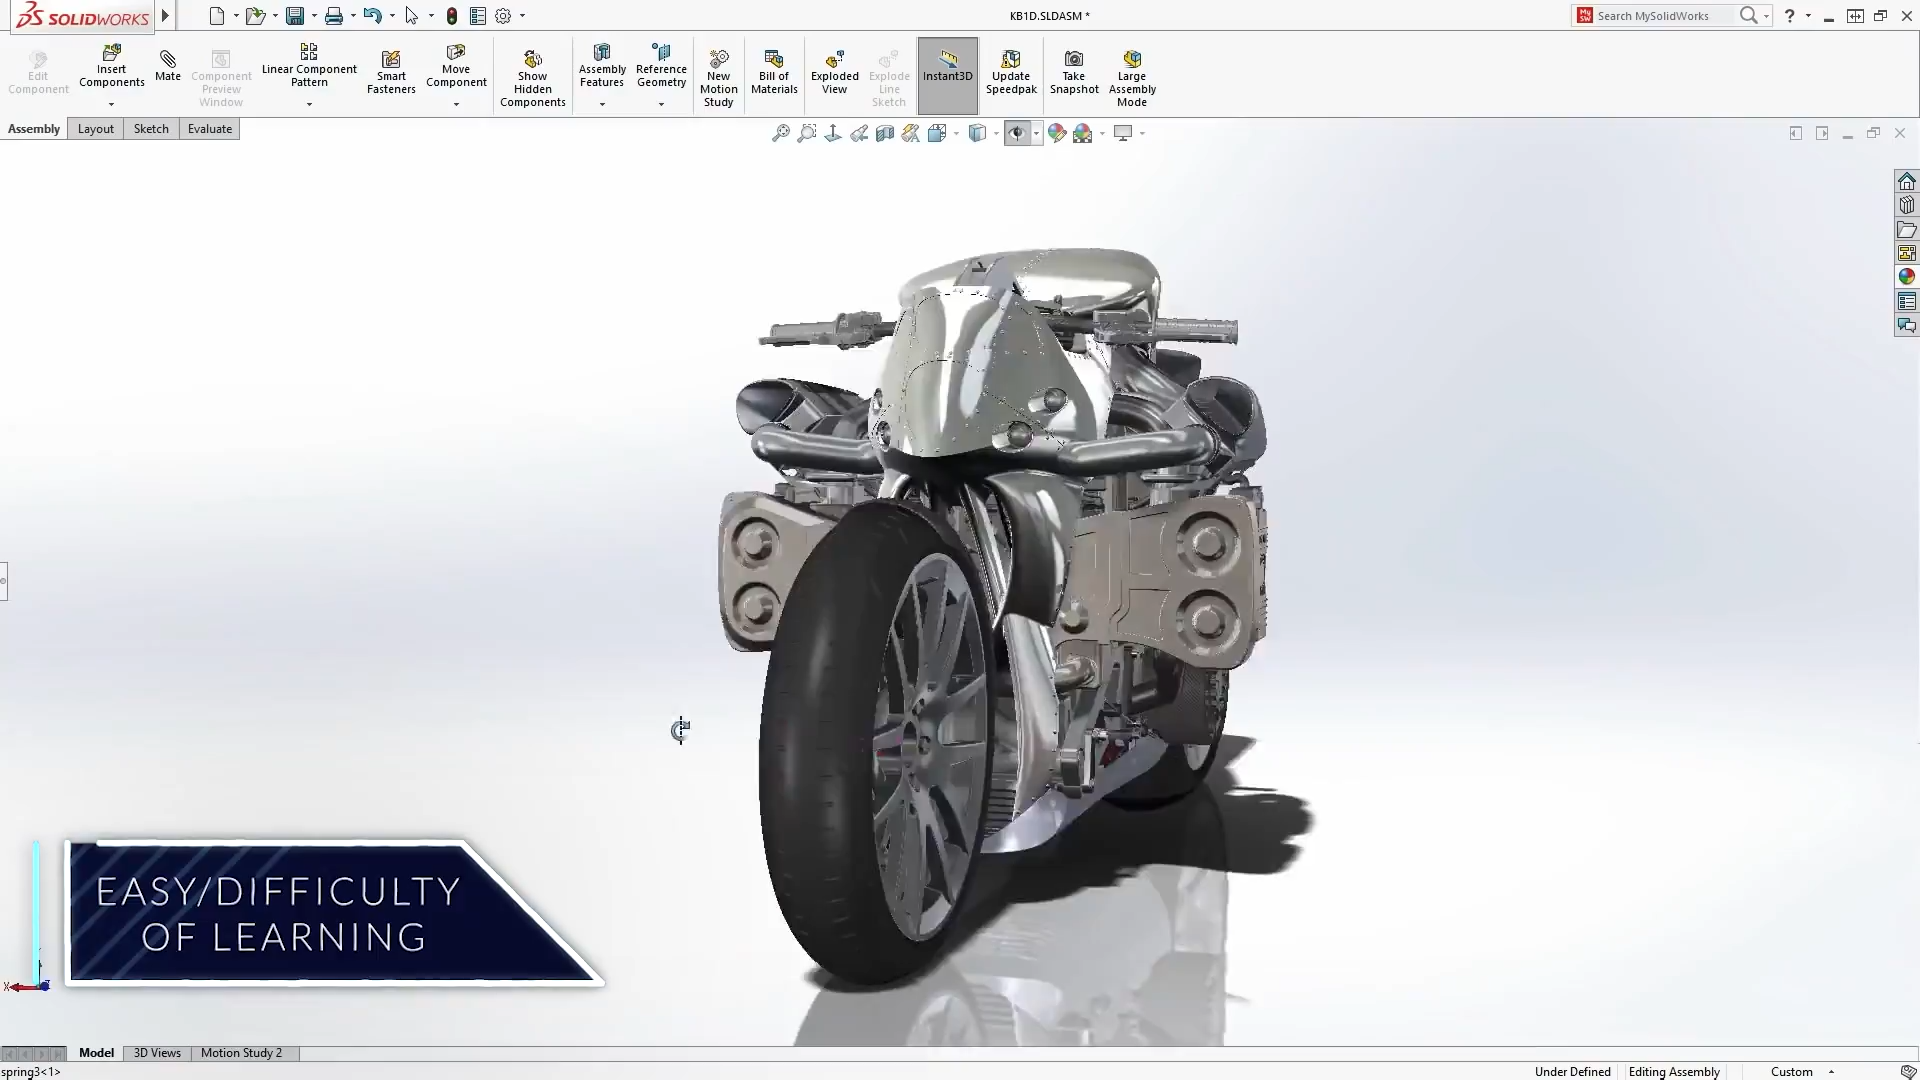 SOLIDWORKS
KB1D.SLDASM *
Search MySolidWorks
?
Edit
Component
Insert
Components
Mate
Component
Preview
Window
Linear Component
Pattern
Smart
Fasteners
Move
Component
Show
Hidden
Components
Assembly
Features
Reference
Geometry
New
Motion
Study
Bill of
Materials
Exploded
View
Explode
Line
Sketch
Instant3D
Update
Speedpak
Take
Snapshot
Large
Assembly
Mode
Assembly
Layout
Sketch
Evaluate
EASY/DIFFICULTY
OF LEARNING
X
Model
3D Views
Motion Study 2
spring3<1>
Under Defined
Editing Assembly
Custom